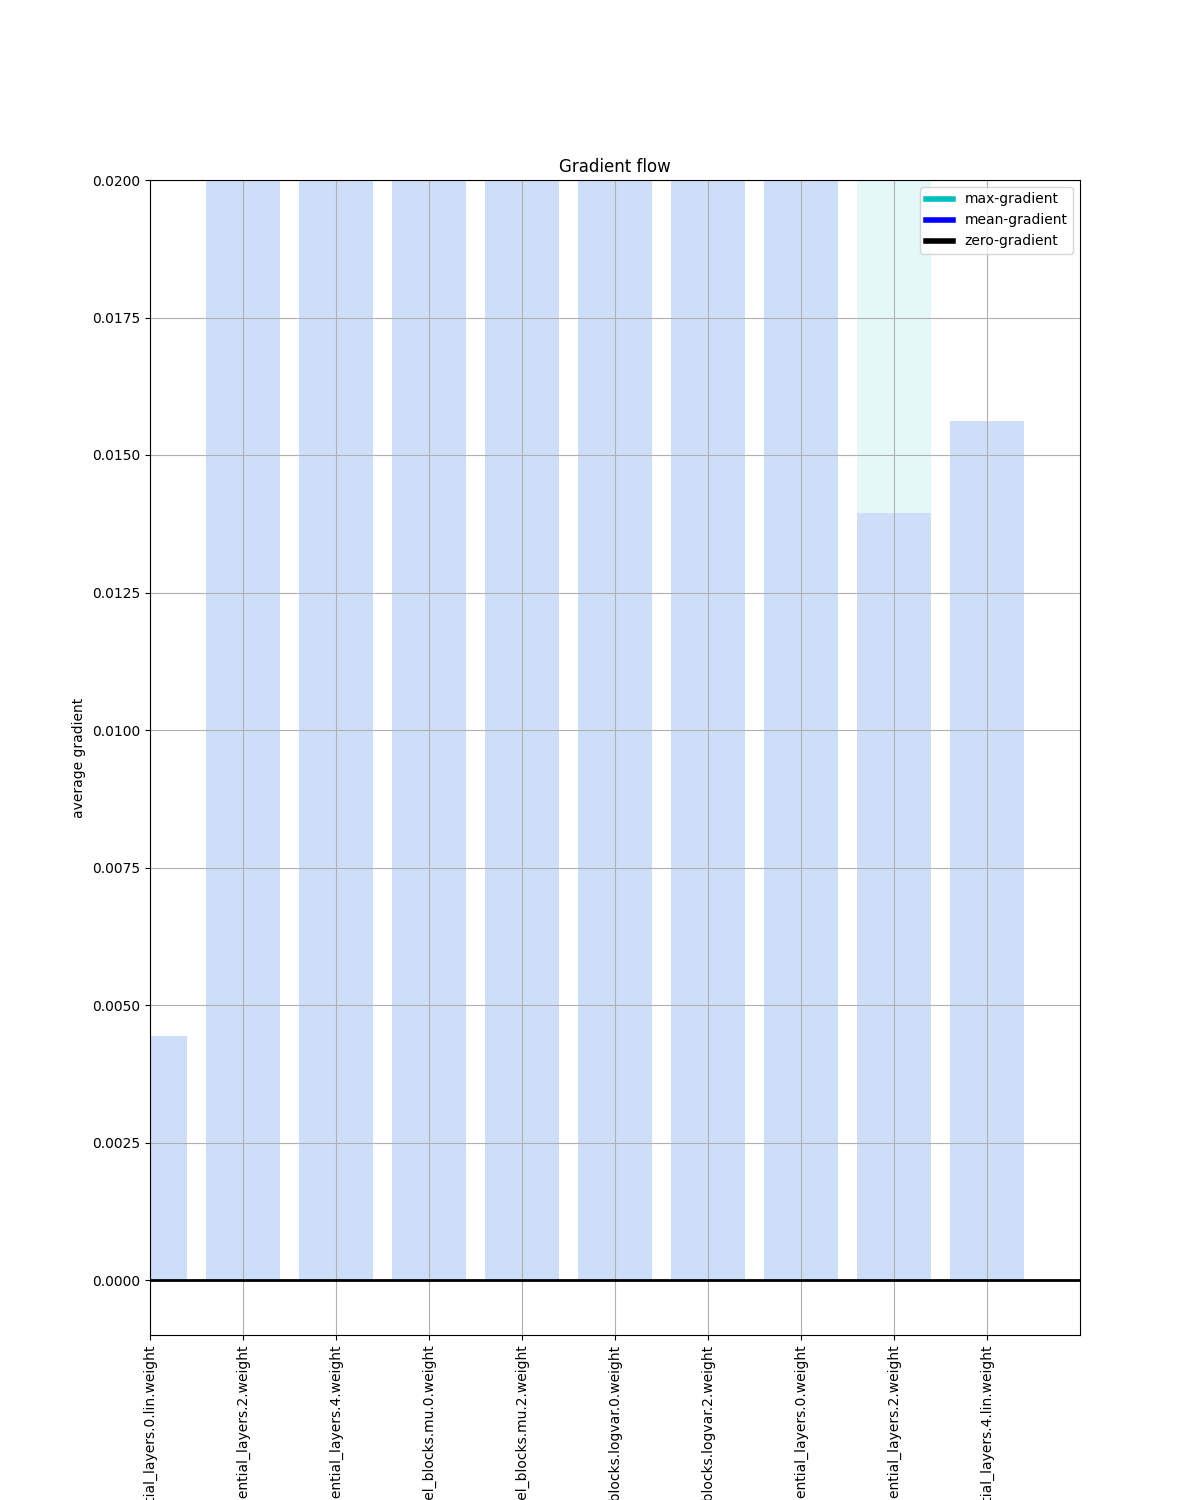 Gradient flow
max-gradient
mean-gradient
zero-gradient
0.0200
0.0175
0.0150
0.0125
0.0100
0.0075
0.0050
0.0025
0.0000
average gradient
tial_layers.0.lin.weight
ential_layers.2.weight
ential_layers.4.weight
el_blocks.mu.0.weight
el_blocks.mu.2.weight
blocks.logvar.0.weight
blocks.logvar.2.weight
ential_layers.0.weight
ential_layers.2.weight
tial_layers.4.lin.weight